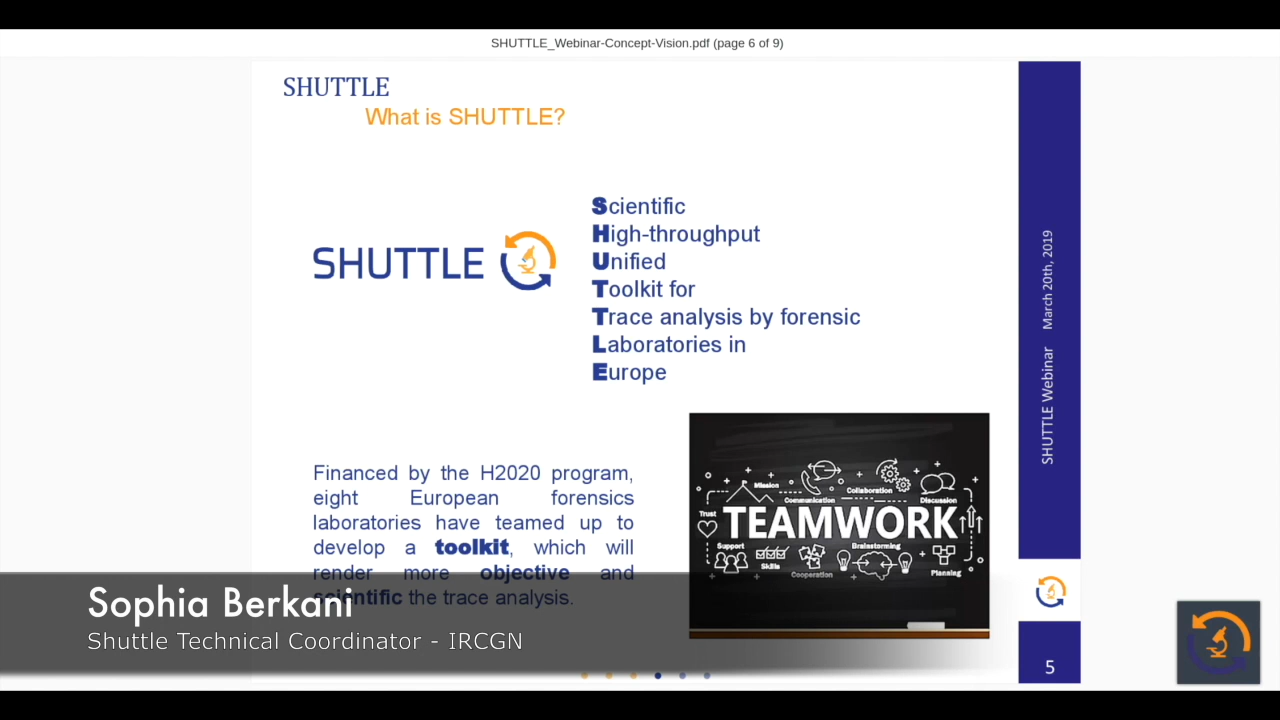 SHUTTLE_Webinar-Concept-Vision.pdf (page 6 of 9)
SHUTTLE
What is SHUTTLE?
SHUTTLE
Scientific
High-throughput
Unified
Toolkit for
Trace analysis by forensic
Laboratories in
Europe
Financed by the H2020 program,
eight European forensics
laboratories have teamed up to
develop a toolkit, which will
render more objective and
scientific the trace analysis.
Mission
Communication
Collaboration
Discussion
Trust
TEAMWORK
Support
Skills
Cooperation
Brainstorming
Planning
SHUTTLE Webinar March 20th, 2019
5
Sophia Berkani
Shuttle Technical Coordinator - IRCGN